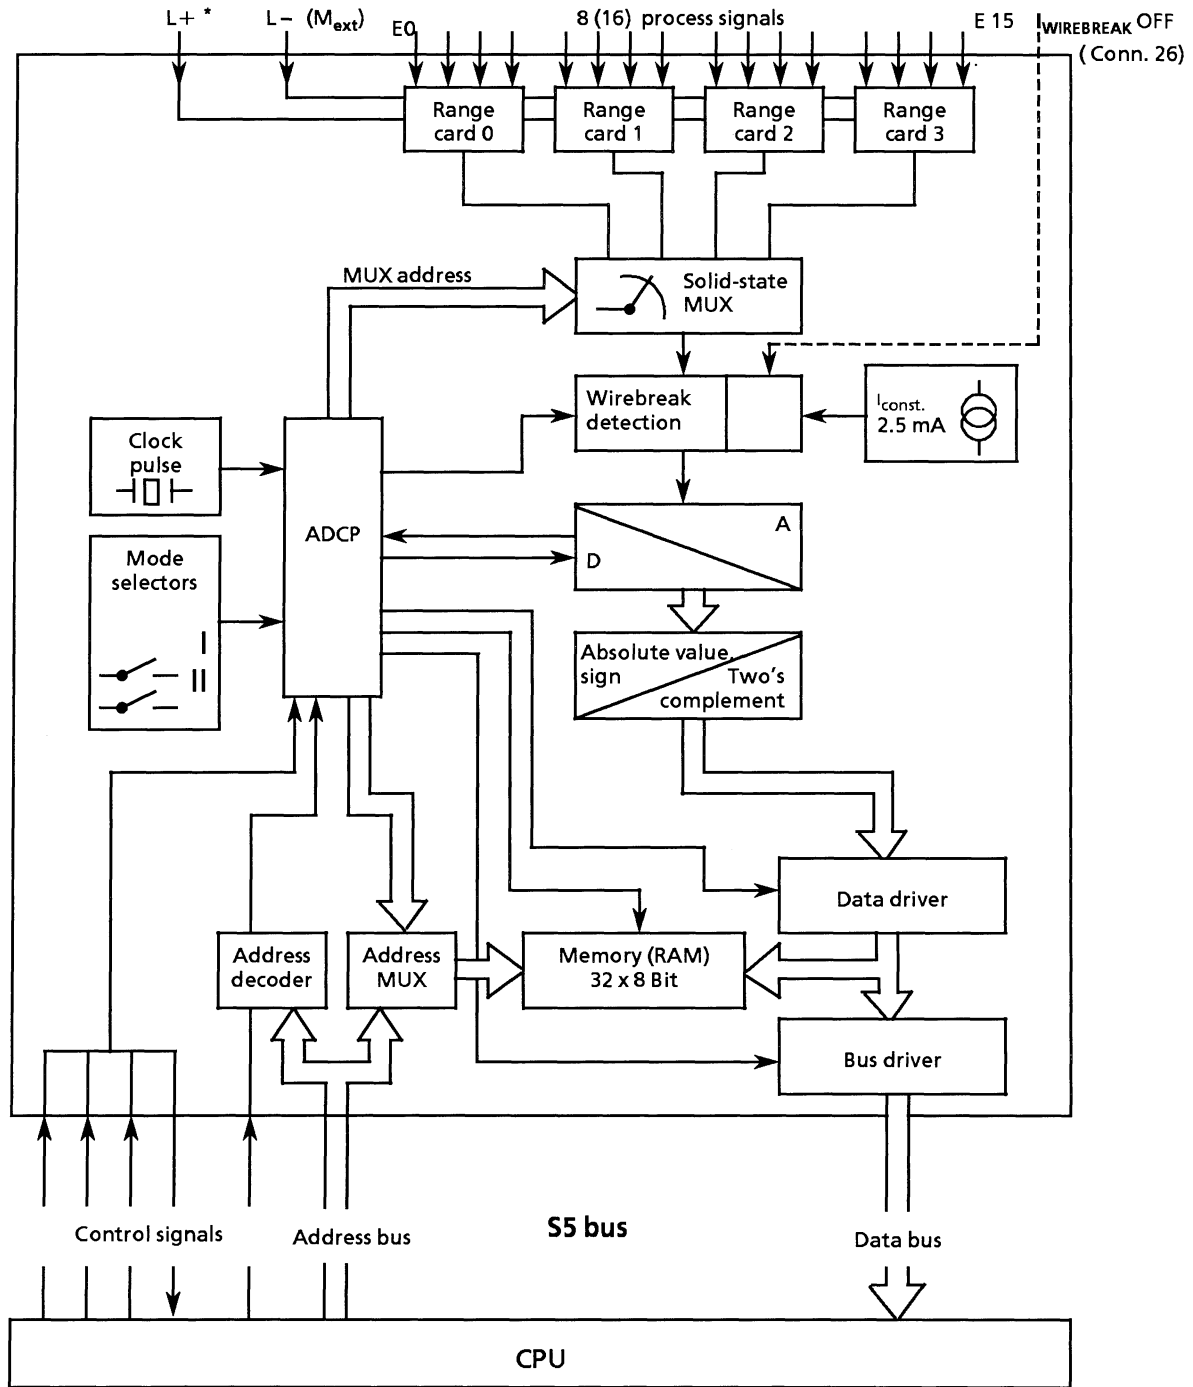 L+ *
L– (Mext)
E0
8 (16) process signals
E 15
WIREBREAK OFF
( Conn. 26)
Range
card 0
Range
card 1
Range
card 2
Range
card 3
MUX address
Solid-state
MUX
Wirebreak
detection
Iconst.
2.5 mA
Clock
pulse
ADCP
A
D
Mode
selectors
I
II
Absolute value,
sign
Two's
complement
Data driver
Address
decoder
Address
MUX
Memory (RAM)
32 x 8 Bit
Bus driver
Control signals
Address bus
S5 bus
Data bus
CPU